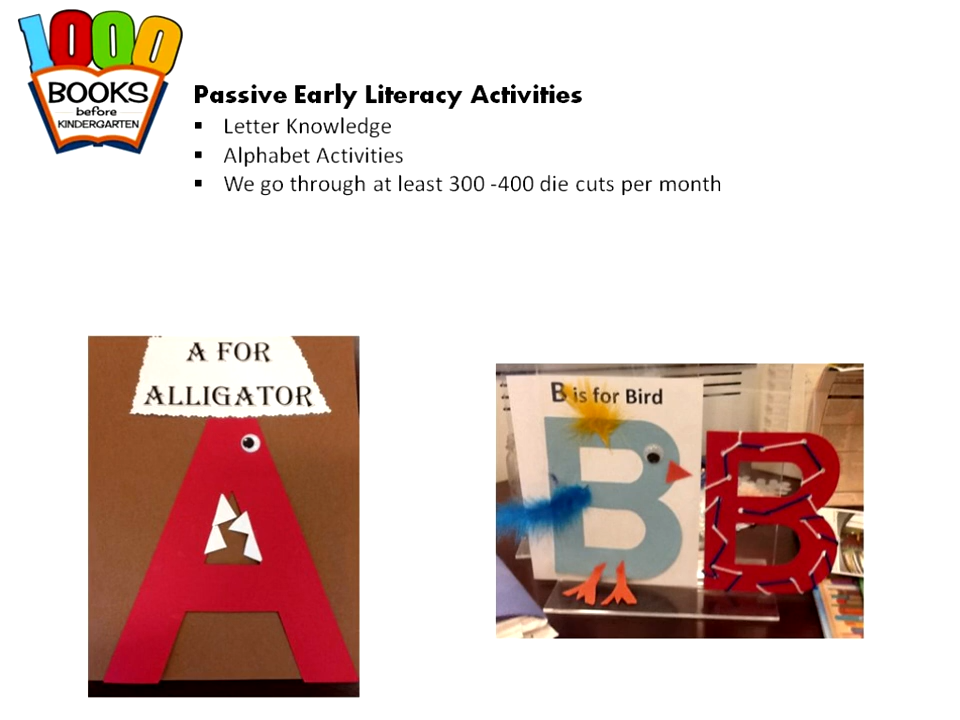 1000
BOOKS
before
KINDERGARTEN
Passive Early Literacy Activities
▪ Letter Knowledge
▪ Alphabet Activities
▪ We go through at least 300 -400 die cuts per month
A FOR
ALLIGATOR
B is for Bird